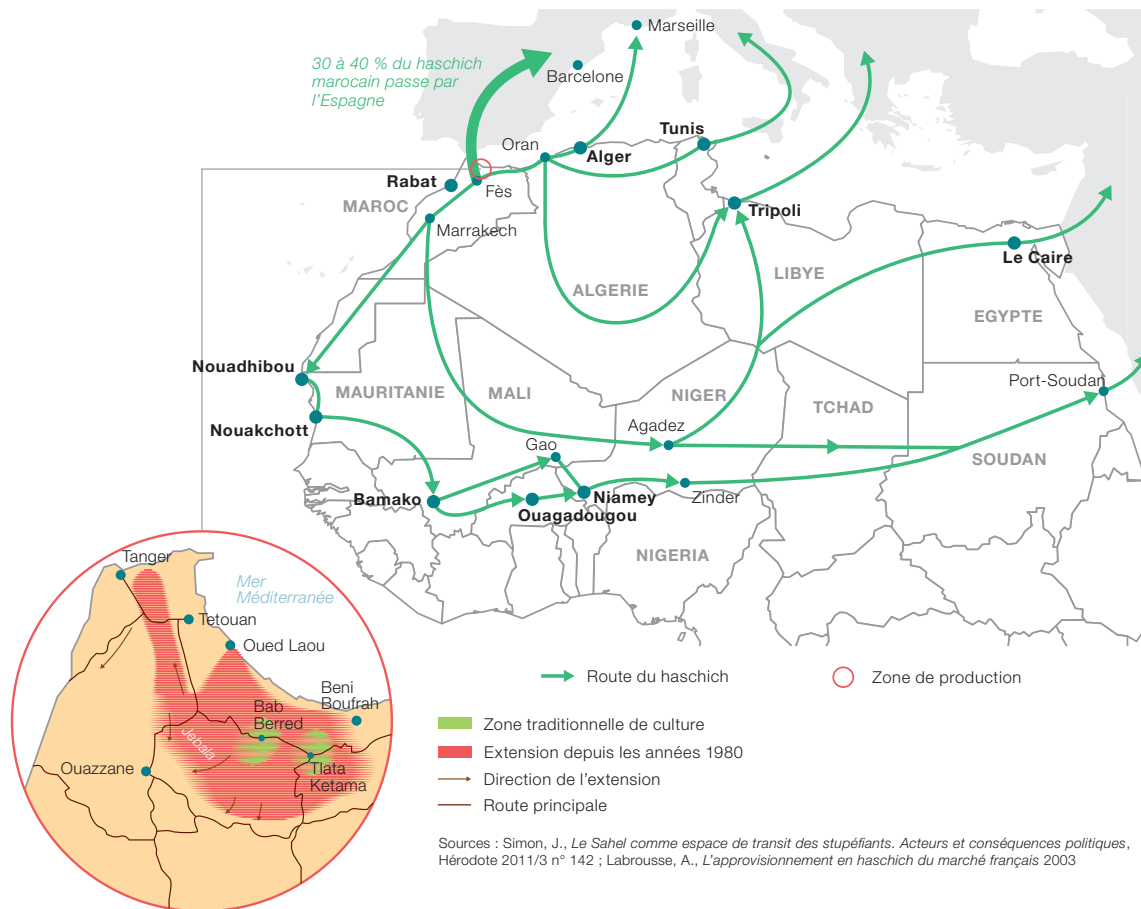 Marseille
30 à 40 % du haschich
marocain passe par
l'Espagne
Barcelone
Tunis
Oran
Alger
Rabat
Fès
MAROC
Tripoli
Marrakech
Le Caire
LIBYE
ALGERIE
EGYPTE
Nouadhibou
Port-Soudan
MAURITANIE
MALI
NIGER
TCHAD
Nouakchott
Agadez
Gao
SOUDAN
Bamako
Niamey
Zinder
Ouagadougou
NIGERIA
Tanger
Mer
Méditerranée
Tetouan
Oued Laou
Beni
Boufrah
Bab
Berred
Jebala
Ouazzane
Tlata
Ketama
Route du haschich
Zone de production
Zone traditionnelle de culture
Extension depuis les années 1980
Direction de l'extension
Route principale
Sources : Simon, J., Le Sahel comme espace de transit des stupéfiants. Acteurs et conséquences politiques,
Hérodote 2011/3 n° 142 ; Labrousse, A., L'approvisionnement en haschich du marché français 2003